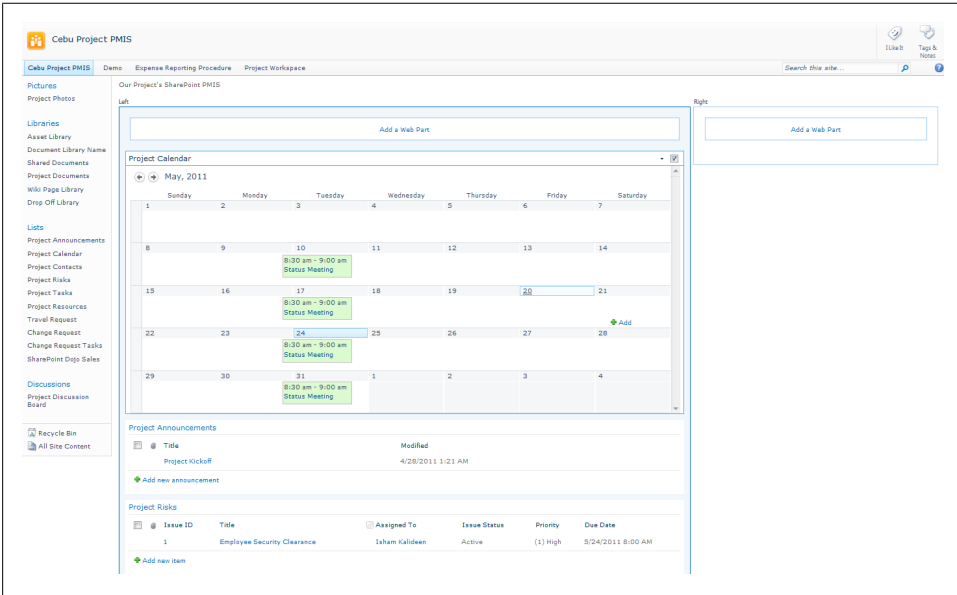 Cebu Project PMIS
I Like It
Tags & Notes
Cebu Project PMIS Demo Expense Reporting Procedure Project Workspace
Search this site...
Pictures
Project Photos
Libraries
Asset Library
Document Library Name
Shared Documents
Project Documents
Wiki Page Library
Drop Off Library
Lists
Project Announcements
Project Calendar
Project Contacts
Project Risks
Project Tasks
Project Resources
Travel Request
Change Request
Change Request Tasks
SharePoint Dojo Sales
Discussions
Project Discussion
Board
Recycle Bin
All Site Content
Our Project's SharePoint PMIS
Left
Add a Web Part
Project Calendar
May, 2011
Sunday Monday Tuesday Wednesday Thursday Friday Saturday
1 2 3 4 5 6 7
8 9 10 11 12 13 14
8:30 am - 9:00 am
Status Meeting
15 16 17 18 19 20 21
8:30 am - 9:00 am
Status Meeting
Add
22 23 24 25 26 27 28
8:30 am - 9:00 am
Status Meeting
29 30 31 1 2 3 4
8:30 am - 9:00 am
Status Meeting
Project Announcements
Title Modified
Project Kickoff 4/28/2011 1:21 AM
Add new announcement
Project Risks
Issue ID Title Assigned To Issue Status Priority Due Date
1 Employee Security Clearance Isham Kalideen Active (1) High 5/24/2011 8:00 AM
Add new item
Right
Add a Web Part